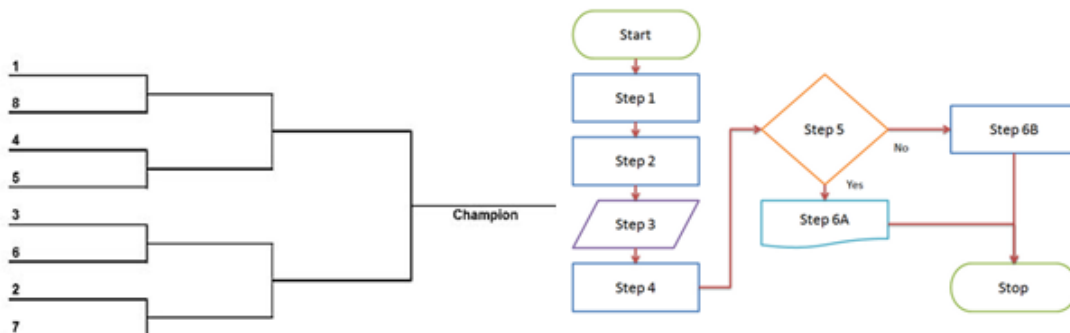 1
8
4
5
3
6
2
7
Champion
Start
Step 1
Step 2
Step 3
Step 4
Step 5
No
Yes
Step 6A
Step 6B
Stop